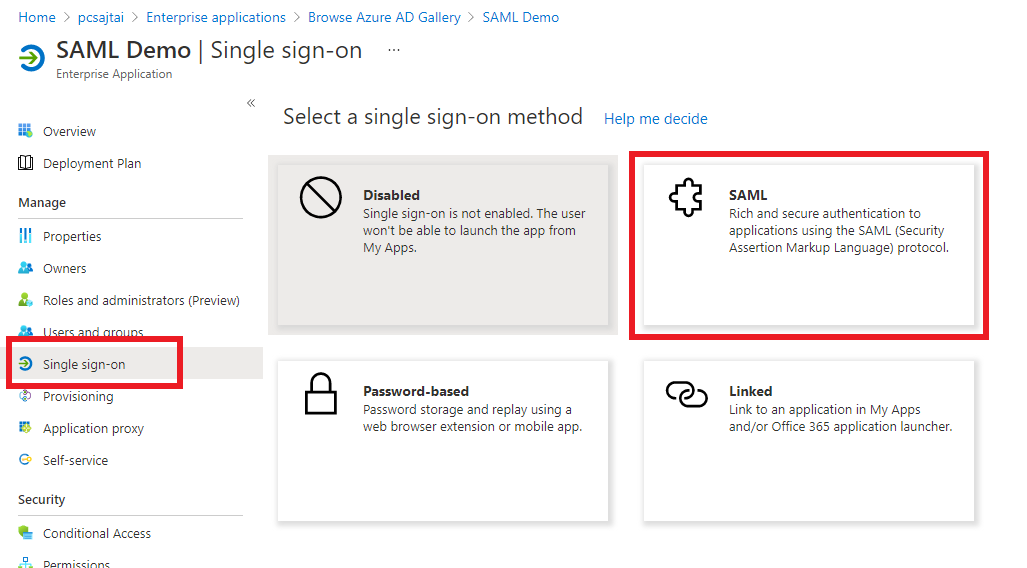 Home > pcsajtai > Enterprise applications > Browse Azure AD Gallery > SAML Demo
SAML Demo | Single sign-on ...
Enterprise Application
«
Overview
Deployment Plan
Manage
Properties
Owners
Roles and administrators (Preview)
Users and groups
Single sign-on
Provisioning
Application proxy
Self-service
Security
Conditional Access
Permissions
Select a single sign-on method Help me decide
Disabled
Single sign-on is not enabled. The user
won't be able to launch the app from
My Apps.
SAML
Rich and secure authentication to
applications using the SAML (Security
Assertion Markup Language) protocol.
Password-based
Password storage and replay using a
web browser extension or mobile app.
Linked
Link to an application in My Apps
and/or Office 365 application launcher.